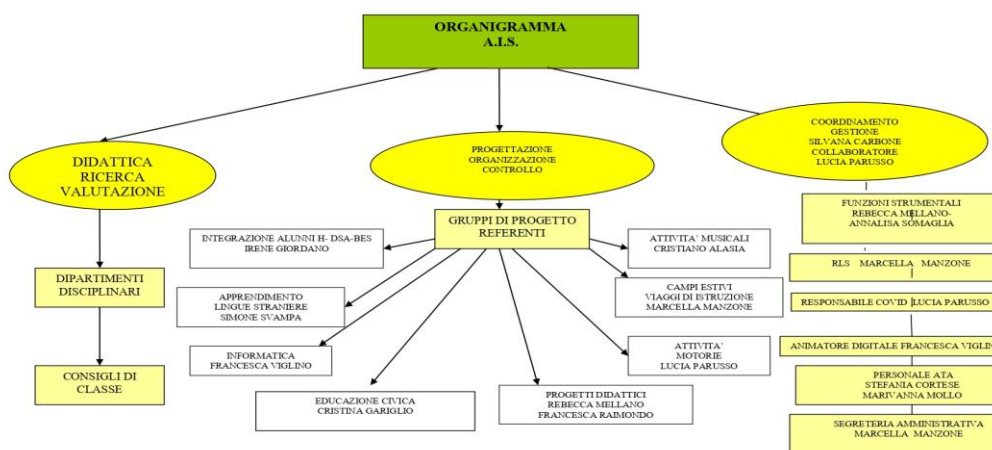 ORGANIGRAMMA
A.I.S.
DIDATTICA
RICERCA
VALUTAZIONE
DIPARTIMENTI
DISCIPLINARI
CONSIGLI DI
CLASSE
PROGETTAZIONE
ORGANIZZAZIONE
CONTROLLO
GRUPPI DI PROGETTO
REFERENTI
INTEGRAZIONE ALUNNI H- DSA-BES
IRENE GIORDANO
APPRENDIMENTO
LINGUE STRANIERE
SIMONE SVAMPA
INFORMATICA
FRANCESCA VIGLINO
EDUCAZIONE CIVICA
CRISTINA GARIGLIO
PROGETTI DIDATTICI
REBECCA MELLANO
FRANCESCA RAIMONDO
ATTIVITA' MUSICALI
CRISTIANO ALASIA
CAMPI ESTIVI
VIAGGI DI ISTRUZIONE
MARCELLA MANZONE
ATTIVITA'
MOTORIE
LUCIA PARUSSO
COORDINAMENTO
GESTIONE
SILVANA CARBONE
COLLABORATORE
LUCIA PARUSSO
FUNZIONI STRUMENTALI
REBECCA MELLANO-
ANNALISA SOMAGLIA
RLS MARCELLA MANZONE
RESPONSABILE COVID LUCIA PARUSSO
ANIMATORE DIGITALE FRANCESCA VIGLINO
PERSONALE ATA
STEFANIA CORTESE
MARIVANNA MOLLO
SEGRETERIA AMMINISTRATIVA
MARCELLA MANZONE